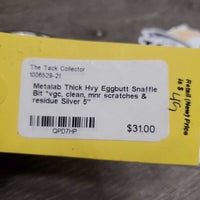 The Tack Collector
1006529-21
Metalab Thick Hvy Eggbutt Snaffle
Bit *vgc, clean, mnr scratches &
residue Silver 5"
$31.00
QPD7HP
Retail (New) Price
is $